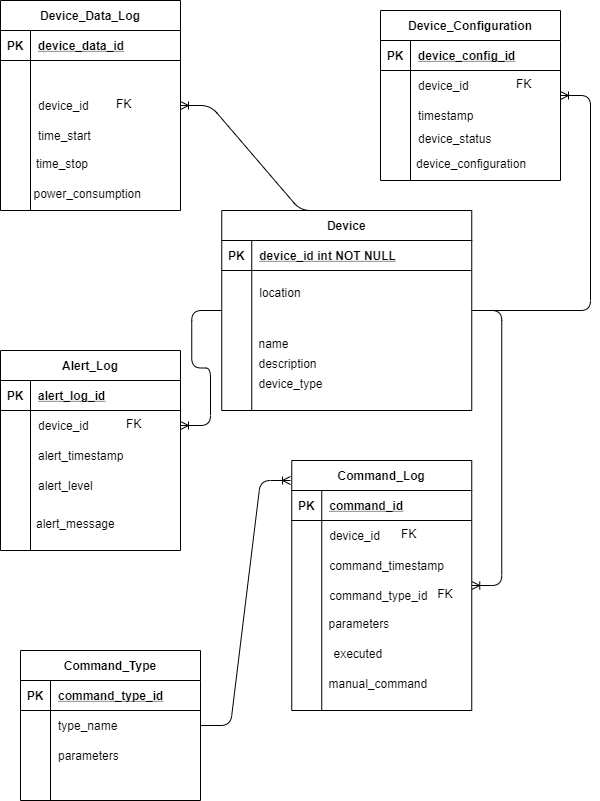 Device_Data_Log
PK device_data_id
device_id FK
time_start
time_stop
power_consumption
Device_Configuration
PK device_config_id
device_id FK
timestamp
device_status
device_configuration
Device
PK device_id int NOT NULL
location
name
description
device_type
Alert_Log
PK alert_log_id
device_id FK
alert_timestamp
alert_level
alert_message
Command_Log
PK command_id
device_id FK
command_timestamp
command_type_id FK
parameters
executed
manual_command
Command_Type
PK command_type_id
type_name
parameters